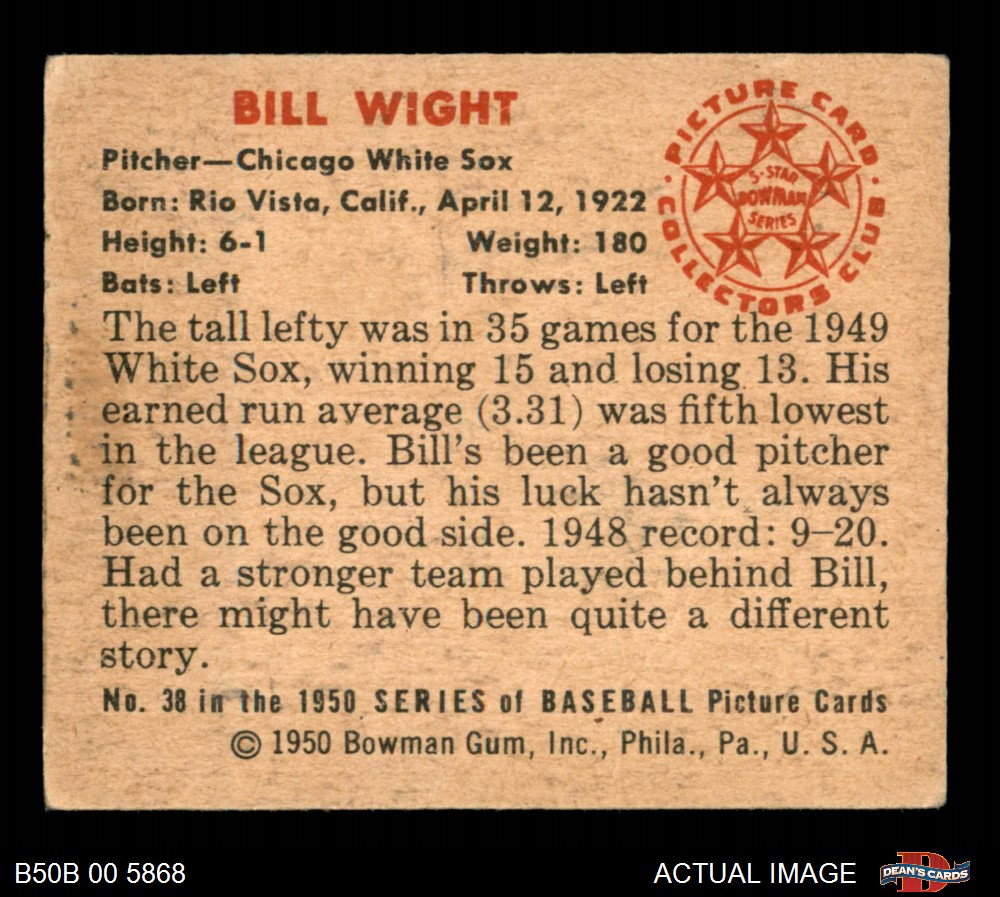 BILL WIGHT
Pitcher—Chicago White Sox
Born: Rio Vista, Calif., April 12, 1922
Height: 6-1 Weight: 180
Bats: Left Throws: Left
PICTURE CARD
COLLECTORS CLUB
5-STAR
BOWMAN
SERIES
The tall lefty was in 35 games for the 1949
White Sox, winning 15 and losing 13. His
earned run average (3.31) was fifth lowest
in the league. Bill's been a good pitcher
for the Sox, but his luck hasn't always
been on the good side. 1948 record: 9–20.
Had a stronger team played behind Bill,
there might have been quite a different
story.
No. 38 in the 1950 SERIES of BASEBALL Picture Cards
© 1950 Bowman Gum, Inc., Phila., Pa., U. S. A.
B50B 00 5868
ACTUAL IMAGE
D
DEAN'S CARDS